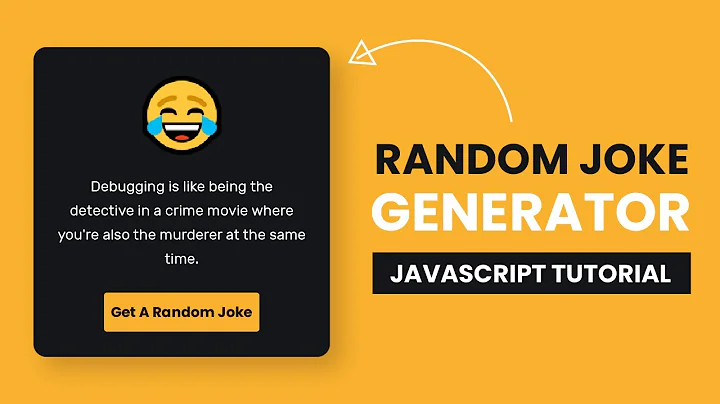 Debugging is like being the
detective in a crime movie where
you're also the murderer at the same
time.
Get A Random Joke
RANDOM JOKE
GENERATOR
JAVASCRIPT TUTORIAL